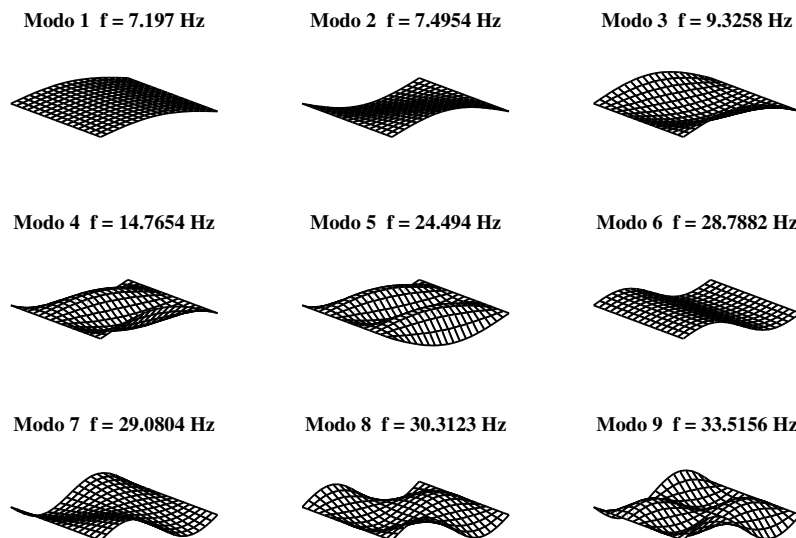 Modo 1 f = 7.197 Hz
Modo 2 f = 7.4954 Hz
Modo 3 f = 9.3258 Hz
Modo 4 f = 14.7654 Hz
Modo 5 f = 24.494 Hz
Modo 6 f = 28.7882 Hz
Modo 7 f = 29.0804 Hz
Modo 8 f = 30.3123 Hz
Modo 9 f = 33.5156 Hz